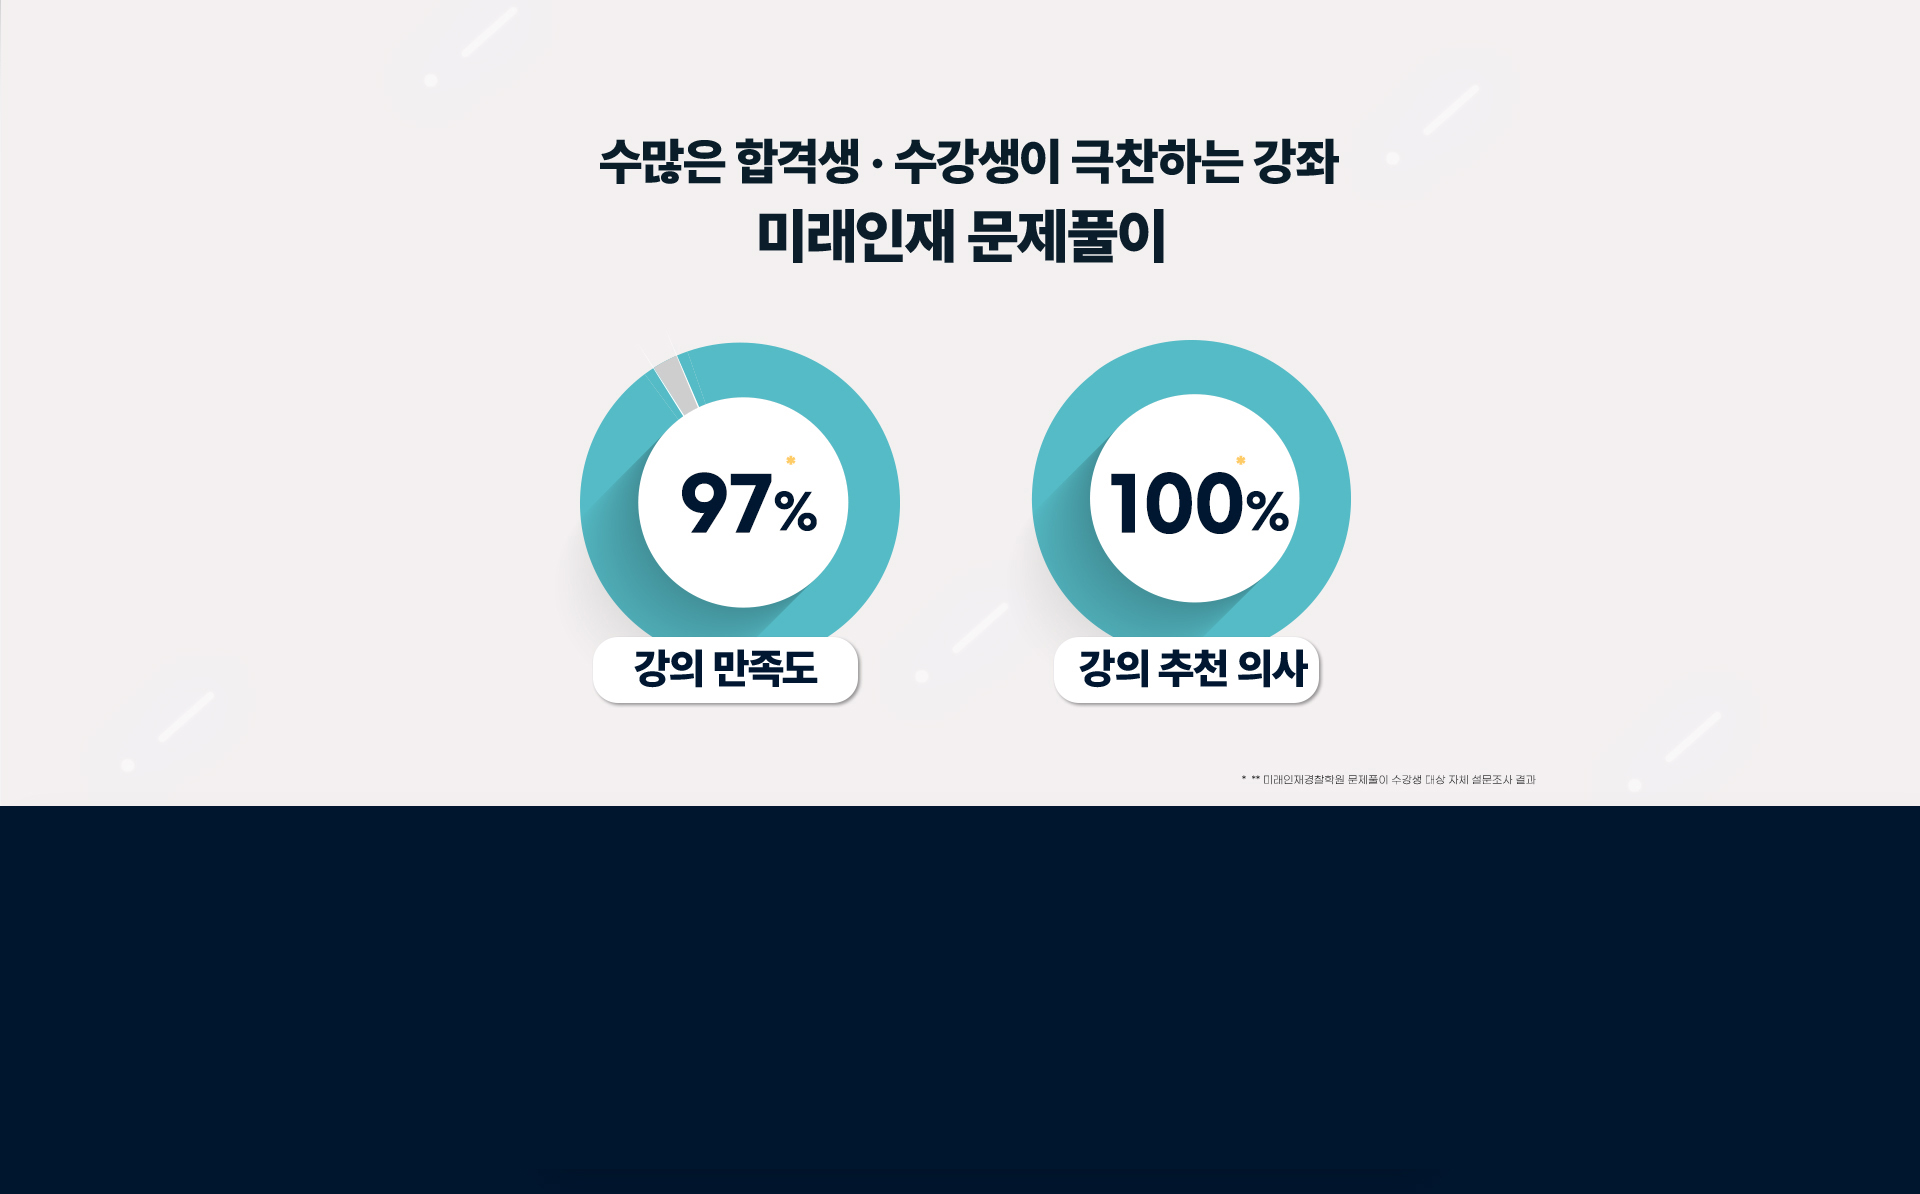 수많은 합격생 · 수강생이 극찬하는 강좌
미래인재 문제풀이
97%*
100%*
강의 만족도
강의 추천 의사
* ** 미래인재경찰학원 문제풀이 수강생 대상 자체 설문조사 결과